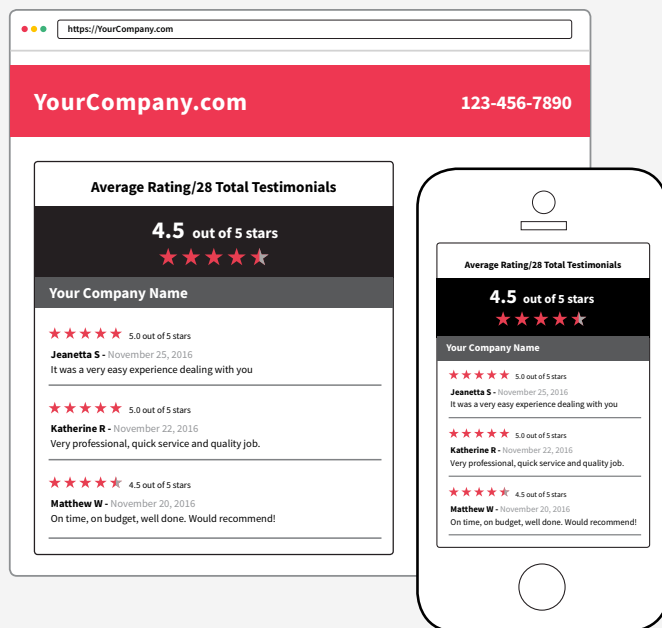 https://YourCompany.com
YourCompany.com
123-456-7890
Average Rating/28 Total Testimonials
4.5 out of 5 stars
Your Company Name
5.0 out of 5 stars
Jeanetta S - November 25, 2016
It was a very easy experience dealing with you
5.0 out of 5 stars
Katherine R - November 22, 2016
Very professional, quick service and quality job.
4.5 out of 5 stars
Matthew W - November 20, 2016
On time, on budget, well done. Would recommend!
Average Rating/28 Total Testimonials
4.5 out of 5 stars
Your Company Name
5.0 out of 5 stars
Jeanetta S - November 25, 2016
It was a very easy experience dealing with you
5.0 out of 5 stars
Katherine R - November 22, 2016
Very professional, quick service and quality job.
4.5 out of 5 stars
Matthew W - November 20, 2016
On time, on budget, well done. Would recommend!